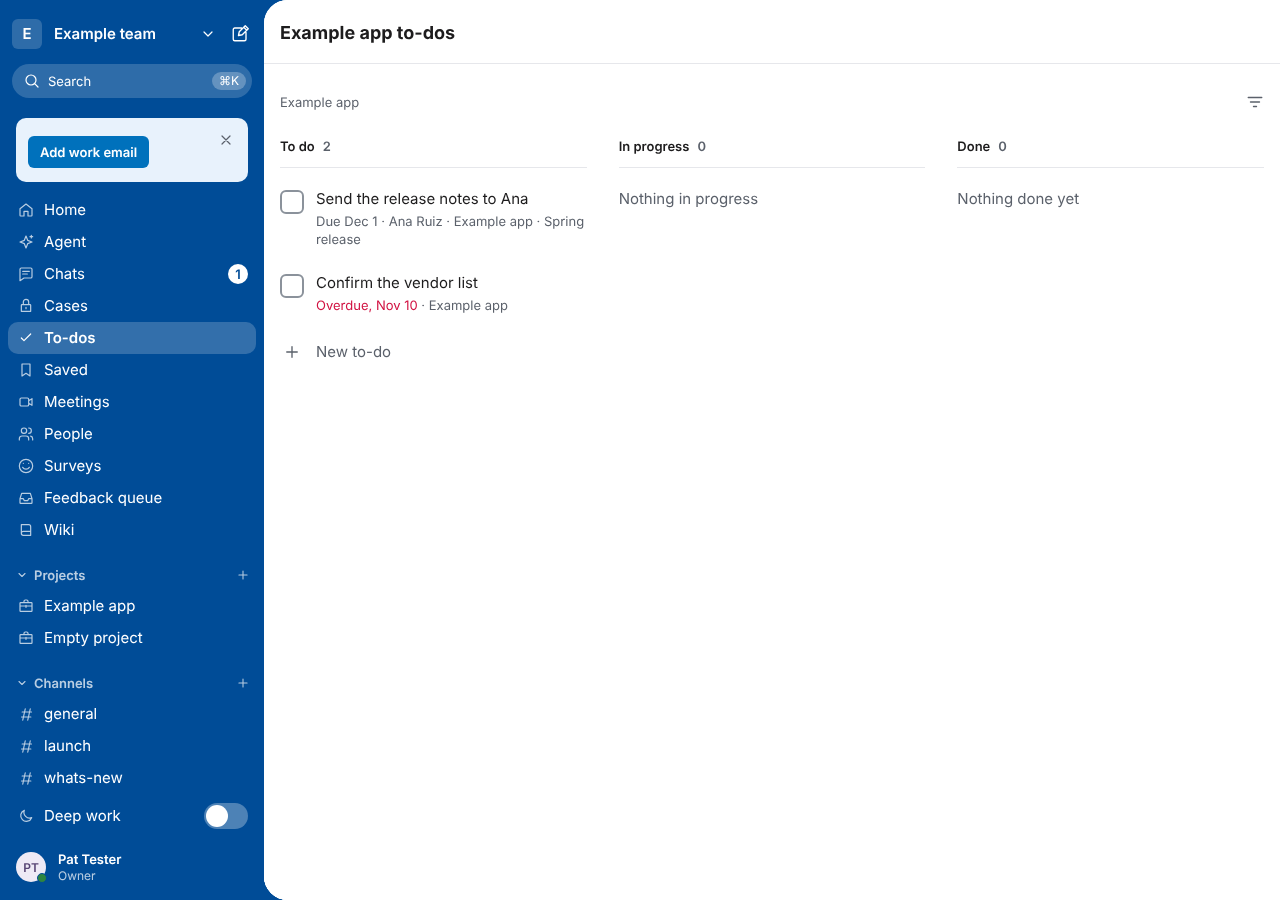 E
Example team
Search
⌘K
Add work email
Home
Agent
Chats
1
Cases
To-dos
Saved
Meetings
People
Surveys
Feedback queue
Wiki
Projects
Example app
Empty project
Channels
general
launch
whats-new
Deep work
PT
Pat Tester
Owner
Example app to-dos
Example app
To do 2
Send the release notes to Ana
Due Dec 1 · Ana Ruiz · Example app · Spring
release
Confirm the vendor list
Overdue, Nov 10 · Example app
New to-do
In progress 0
Nothing in progress
Done 0
Nothing done yet